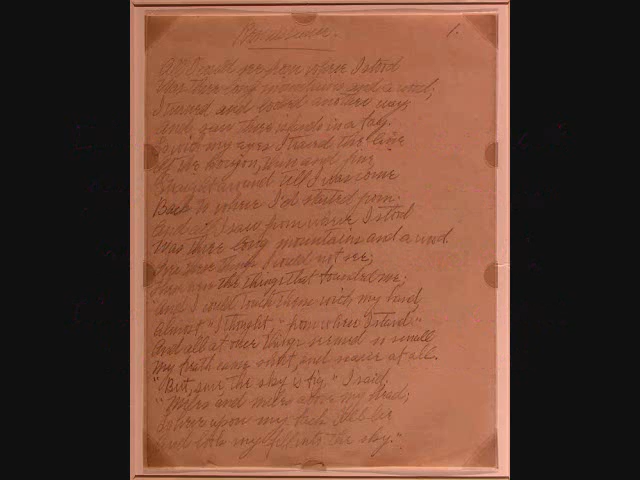 Renascence.
1.
All I could see from where I stood
Was three long mountains and a wood;
I turned and looked another way
And saw three islands in a bay.
So with my eyes I traced the line
Of the horizon, thin and fine,
Straight around till I was come
Back to where I'd started from.
And all I saw from where I stood
Was three long mountains and a wood.
Over these things I could not see;
These were the things that bounded me;
"And I could touch them with my hand,
Almost" I thought, "from where I stand."
And all at once things seemed so small
My breath came short, and scarce at all.
"But, sure, the sky is big," I said;
"Miles and miles above my head;
So here upon my back I'll lie
And look my fill into the sky."